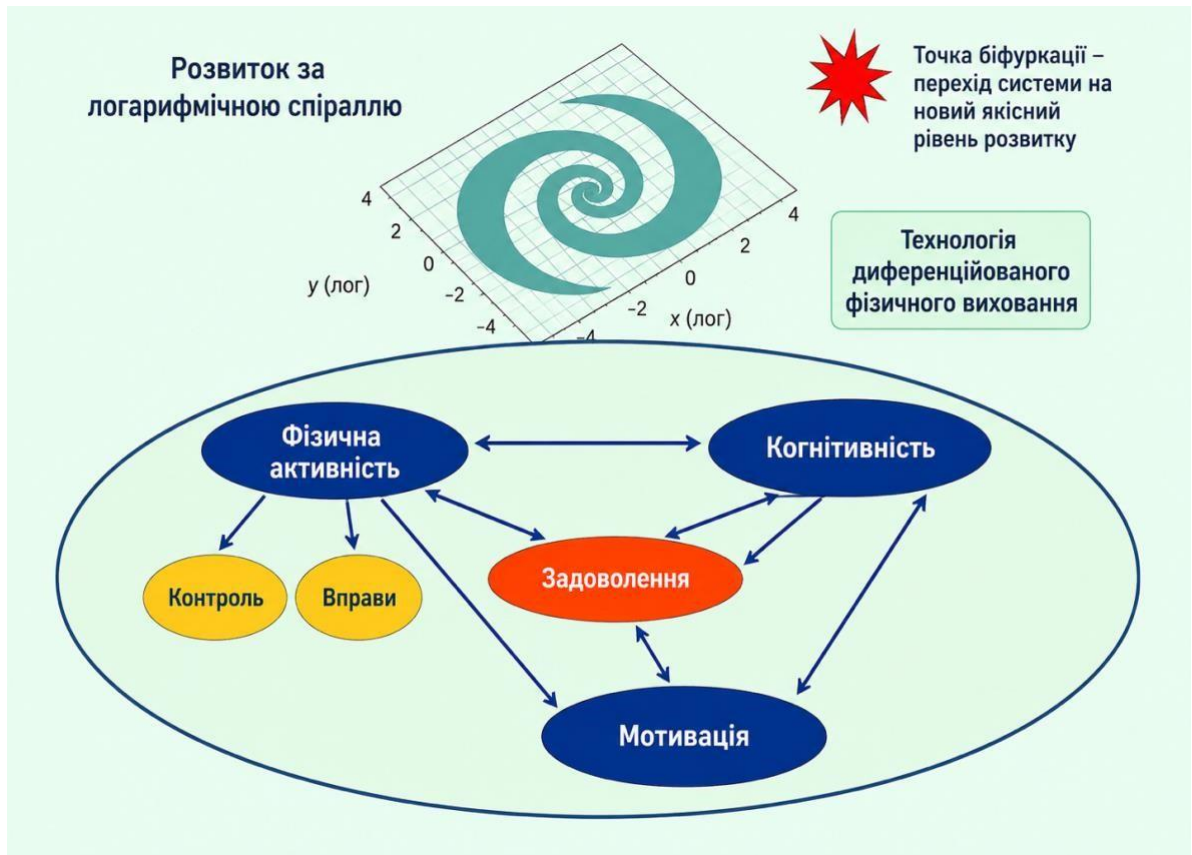 Розвиток за
логарифмічною спіраллю
Точка біфуркації –
перехід системи на
новий якісний
рівень розвитку
4
2
0
−2
−4
y (лог)
4
2
0
−2
−4
x (лог)
Технологія
диференційованого
фізичного виховання
Фізична
активність
Когнітивність
Контроль
Вправи
Задоволення
Мотивація